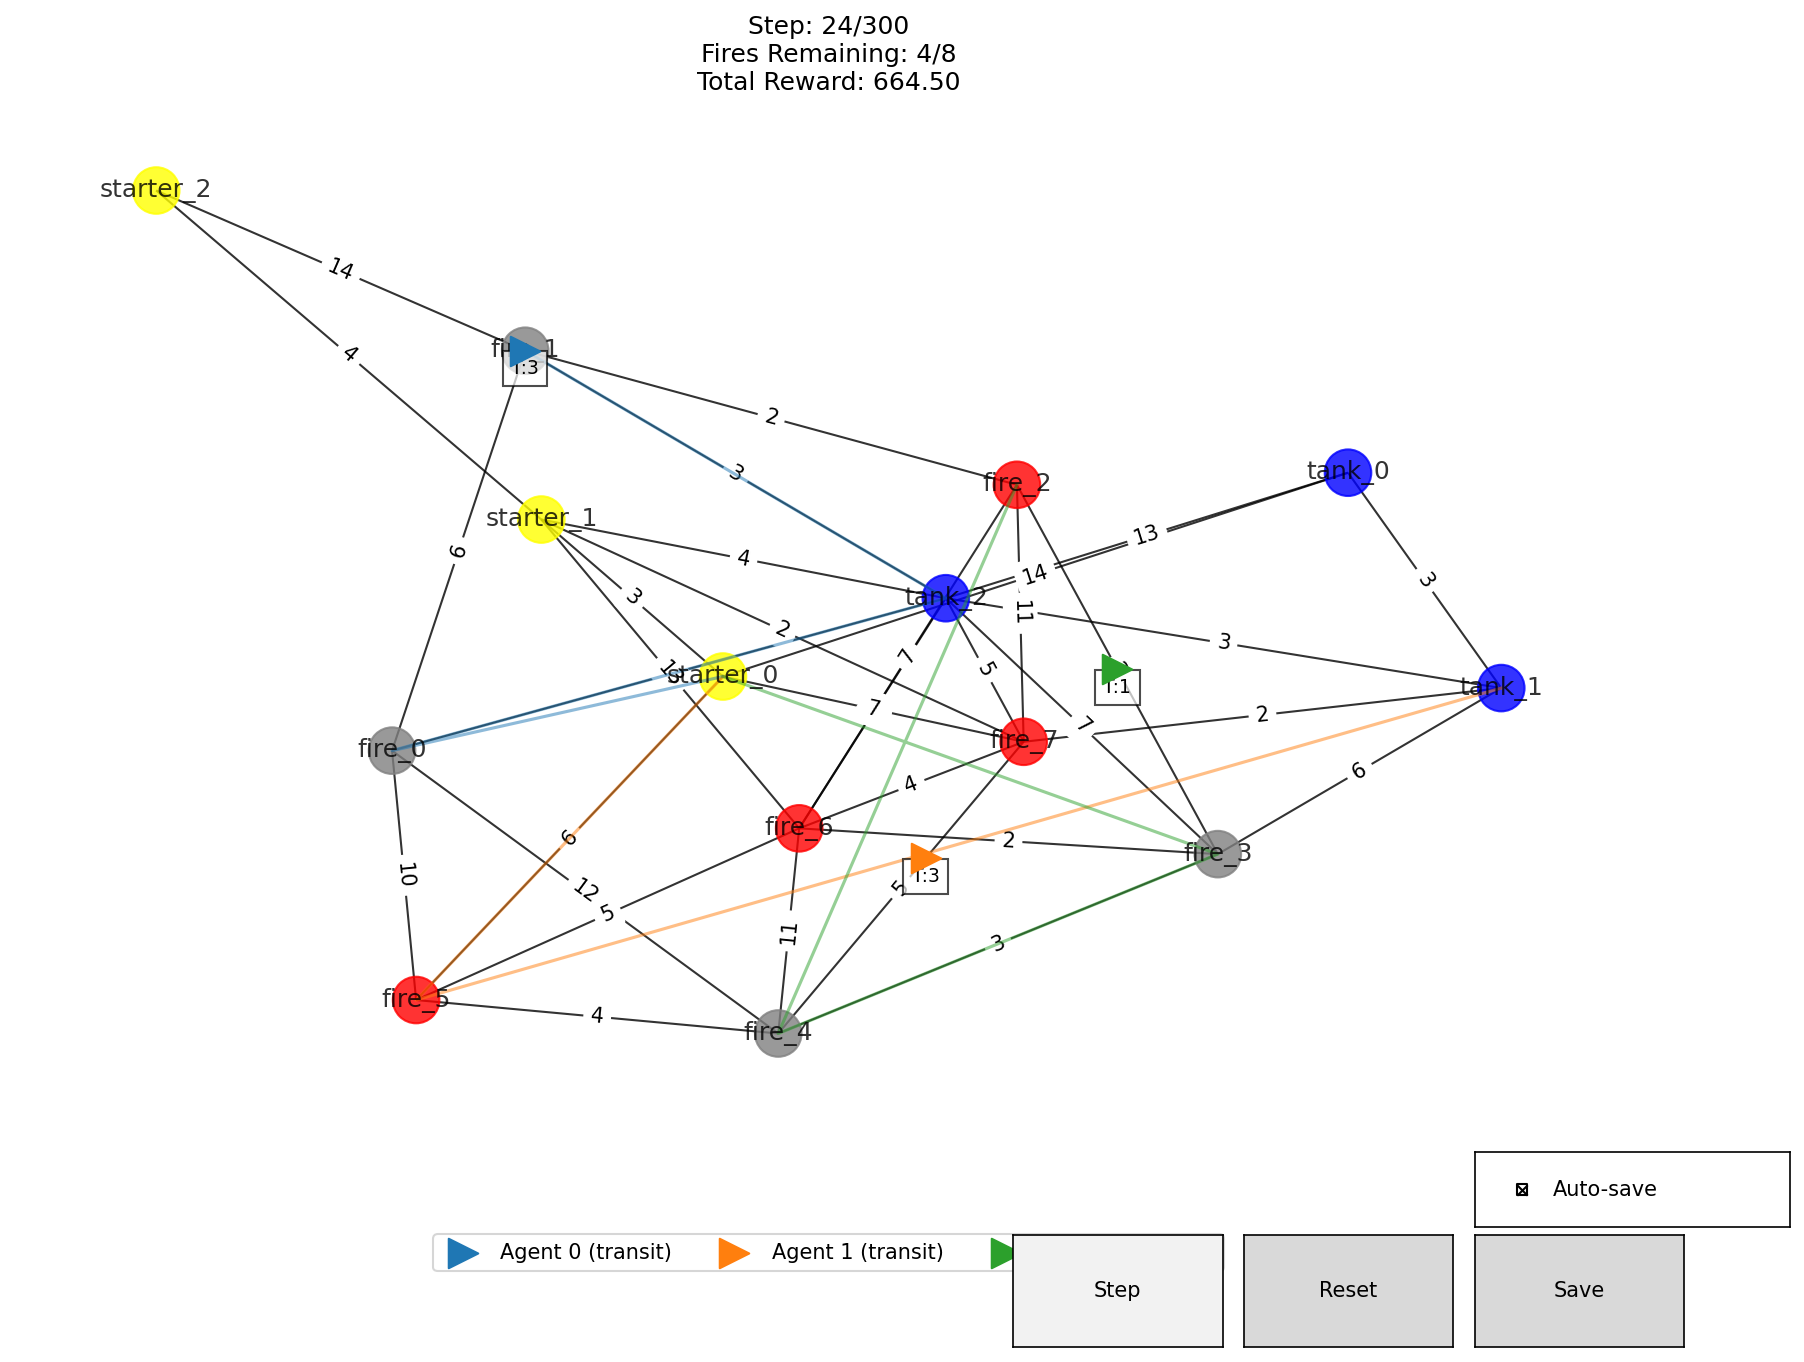 Step: 24/300
Fires Remaining: 4/8
Total Reward: 664.50
starter_2
14
4
2
fire_2
tank_0
3
starter_1
4
13
14
11
3
6
tank_2
3
3
2
7
5
T:1
starter_0
tank_1
7
7
2
fire_0
fire_7
6
4
fire_6
2
fire_3
6
10
12
5
5
T:3
11
3
fire_5
4
fire_4
Auto-save
Agent 0 (transit)
Agent 1 (transit)
Step
Reset
Save